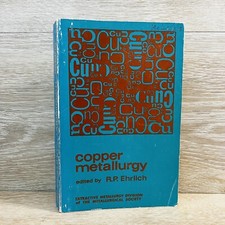 copper
metallurgy
edited by R.P. Ehrlich
EXTRACTIVE METALLURGY DIVISION
OF THE METALLURGICAL SOCIETY